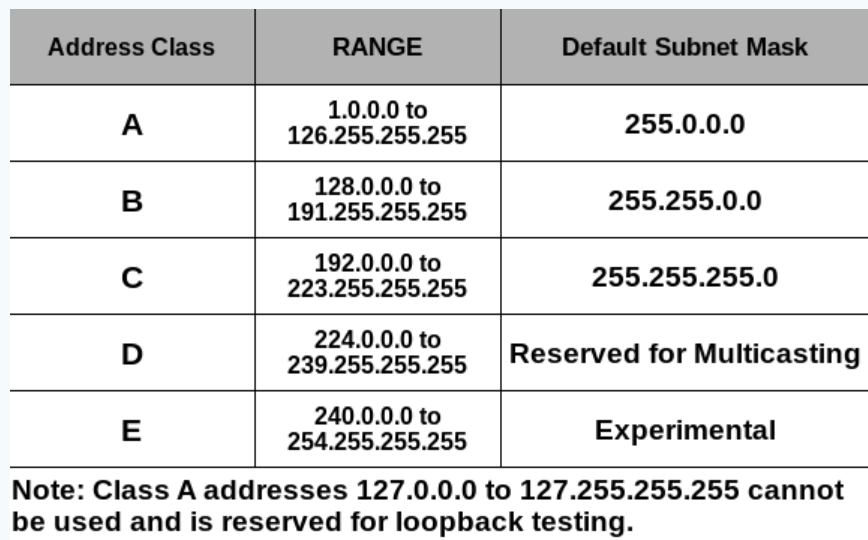 Address Class RANGE Default Subnet Mask
A 1.0.0.0 to 126.255.255.255 255.0.0.0
B 128.0.0.0 to 191.255.255.255 255.255.0.0
C 192.0.0.0 to 223.255.255.255 255.255.255.0
D 224.0.0.0 to 239.255.255.255 Reserved for Multicasting
E 240.0.0.0 to 254.255.255.255 Experimental
Note: Class A addresses 127.0.0.0 to 127.255.255.255 cannot
be used and is reserved for loopback testing.